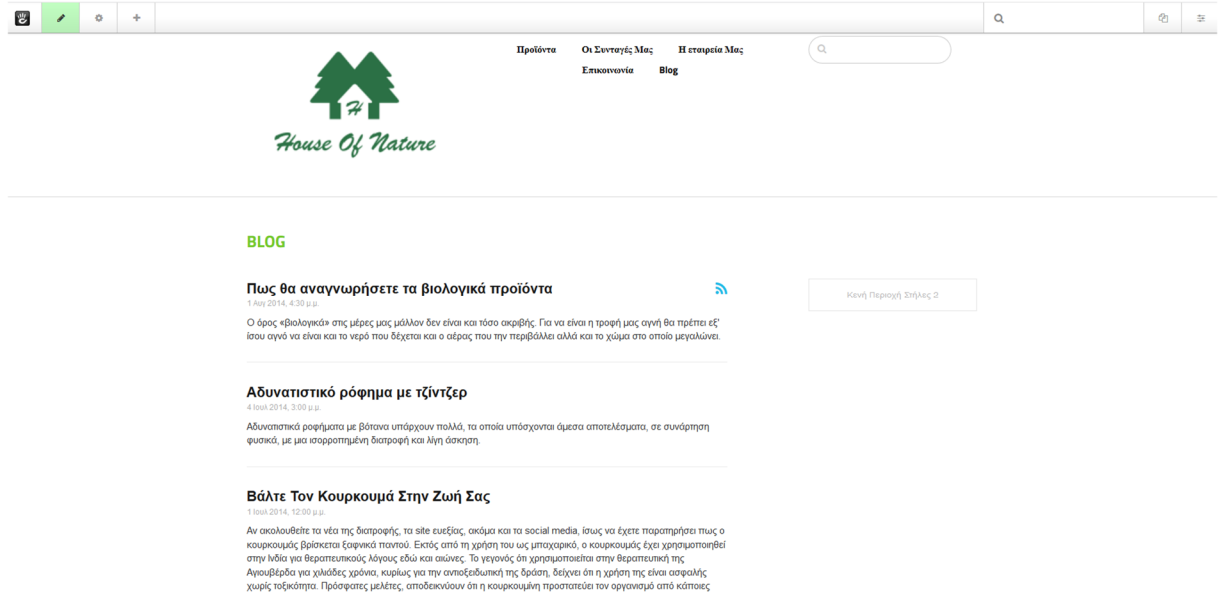 Προϊόντα Οι Συνταγές Μας Η εταιρεία Μας
Επικοινωνία Blog
H
House Of Nature
BLOG
Πως θα αναγνωρήσετε τα βιολογικά προϊόντα
1 Αυγ 2014, 4:30 μ.μ.
Ο όρος «βιολογικά» στις μέρες μας μάλλον δεν είναι και τόσο ακριβής. Για να είναι η τροφή μας αγνή θα πρέπει εξ'
ίσου αγνό να είναι και το νερό που δέχεται και ο αέρας που την περιβάλλει αλλά και το χώμα στο οποίο μεγαλώνει.
Κενή Περιοχή Στήλες 2
Αδυνατιστικό ρόφημα με τζίντζερ
4 Ιουλ 2014, 3:00 μ.μ.
Αδυνατιστικά ροφήματα με βότανα υπάρχουν πολλά, τα οποία υπόσχονται άμεσα αποτελέσματα, σε συνάρτηση
φυσικά, με μια ισορροπημένη διατροφή και λίγη άσκηση.
Βάλτε Τον Κουρκουμά Στην Ζωή Σας
1 Ιουλ 2014, 12:00 μ.μ.
Αν ακολουθείτε τα νέα της διατροφής, τα site ευεξίας, ακόμα και τα social media, ίσως να έχετε παρατηρήσει πως ο
κουρκουμάς βρίσκεται ξαφνικά παντού. Εκτός από τη χρήση του ως μπαχαρικό, ο κουρκουμάς έχει χρησιμοποιηθεί
στην Ινδία για θεραπευτικούς λόγους εδώ και αιώνες. Το γεγονός ότι χρησιμοποιείται στην θεραπευτική της
Αγιουβέρδα για χιλιάδες χρόνια, κυρίως για την αντιοξειδωτική της δράση, δείχνει ότι η χρήση της είναι ασφαλής
χωρίς τοξικότητα. Πρόσφατες μελέτες, αποδεικνύουν ότι η κουρκουμίνη προστατεύει τον οργανισμό από κάποιες